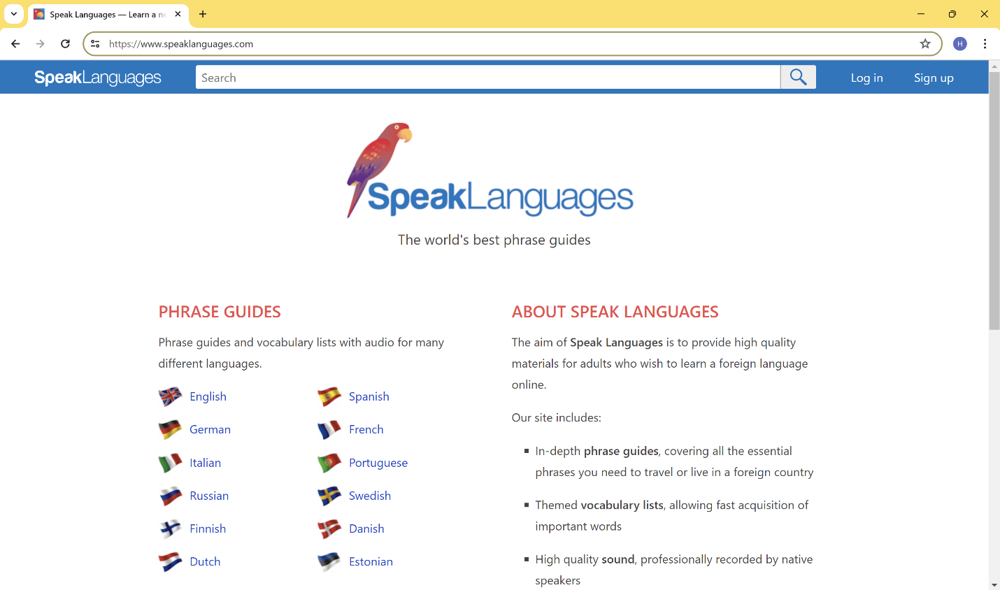 Speak Languages — Learn a ne
https://www.speaklanguages.com
H
SpeakLanguages
Search
Log in
Sign up
SpeakLanguages
The world's best phrase guides
PHRASE GUIDES
Phrase guides and vocabulary lists with audio for many
different languages.
English
Spanish
German
French
Italian
Portuguese
Russian
Swedish
Finnish
Danish
Dutch
Estonian
ABOUT SPEAK LANGUAGES
The aim of Speak Languages is to provide high quality
materials for adults who wish to learn a foreign language
online.
Our site includes:
In-depth phrase guides, covering all the essential
phrases you need to travel or live in a foreign country
Themed vocabulary lists, allowing fast acquisition of
important words
High quality sound, professionally recorded by native
speakers